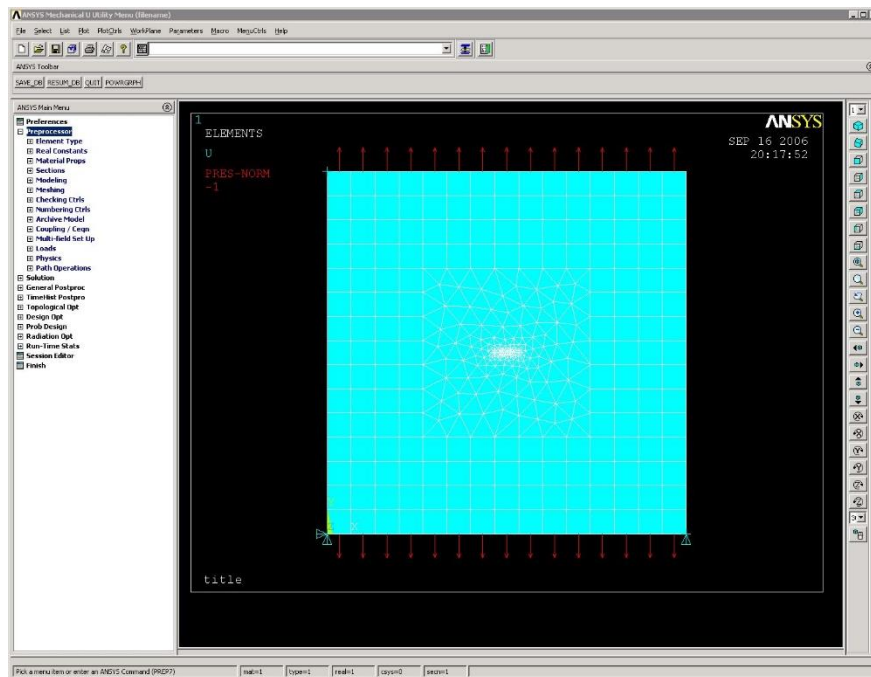 ANSYS Mechanical U Utility Menu (filename)
File Select List Plot PlotCtrls WorkPlane Parameters Macro MenuCtrls Help
ANSYS Toolbar
SAVE_DB RESUM_DB QUIT POWRGRPH
ANSYS Main Menu
Preferences
Preprocessor
Element Type
Real Constants
Material Props
Sections
Modeling
Meshing
Checking Ctrls
Numbering Ctrls
Archive Model
Coupling / Ceqn
Multi-field Set Up
Loads
Physics
Path Operations
Solution
General Postproc
TimeHist Postpro
Topological Opt
Design Opt
Prob Design
Radiation Opt
Run-Time Stats
Session Editor
Finish
1
ELEMENTS
U
PRES-NORM
-1
ANSYS
SEP 16 2006
20:17:52
X
title
1
Pick a menu item or enter an ANSYS Command (PREP7)
mat=1
type=1
real=1
csys=0
secn=1